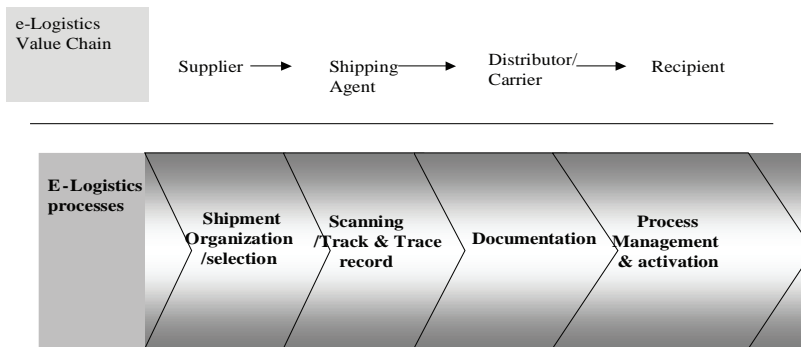 e-Logistics
Value Chain
Supplier
Shipping
Agent
Distributor/
Carrier
Recipient
E-Logistics
processes
Shipment
Organization
/selection
Scanning
/Track & Trace
record
Documentation
Process
Management
& activation